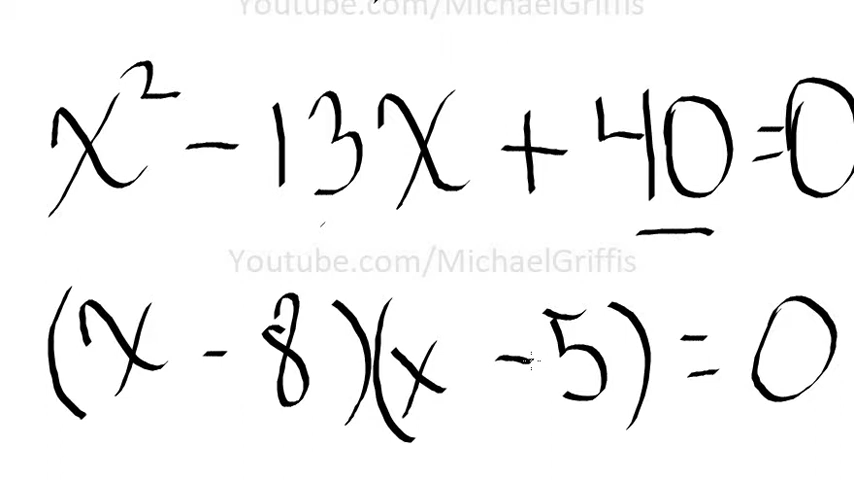 Youtube.com/MichaelGriffis
x² - 13x + 40 = 0
Youtube.com/MichaelGriffis
(x - 8)(x - 5) = 0